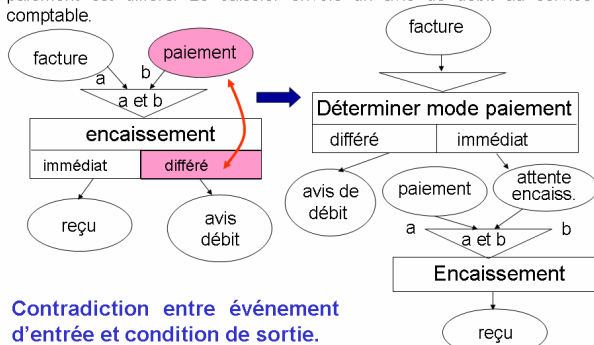 comptable.
facture
paiement
a
b
a et b
encaissement
immédiat
différé
reçu
avis
débit
Contradiction entre événement
d'entrée et condition de sortie.
facture
Déterminer mode paiement
différé
immédiat
avis de
débit
paiement
attente
encaiss.
a
a et b
b
Encaissement
reçu